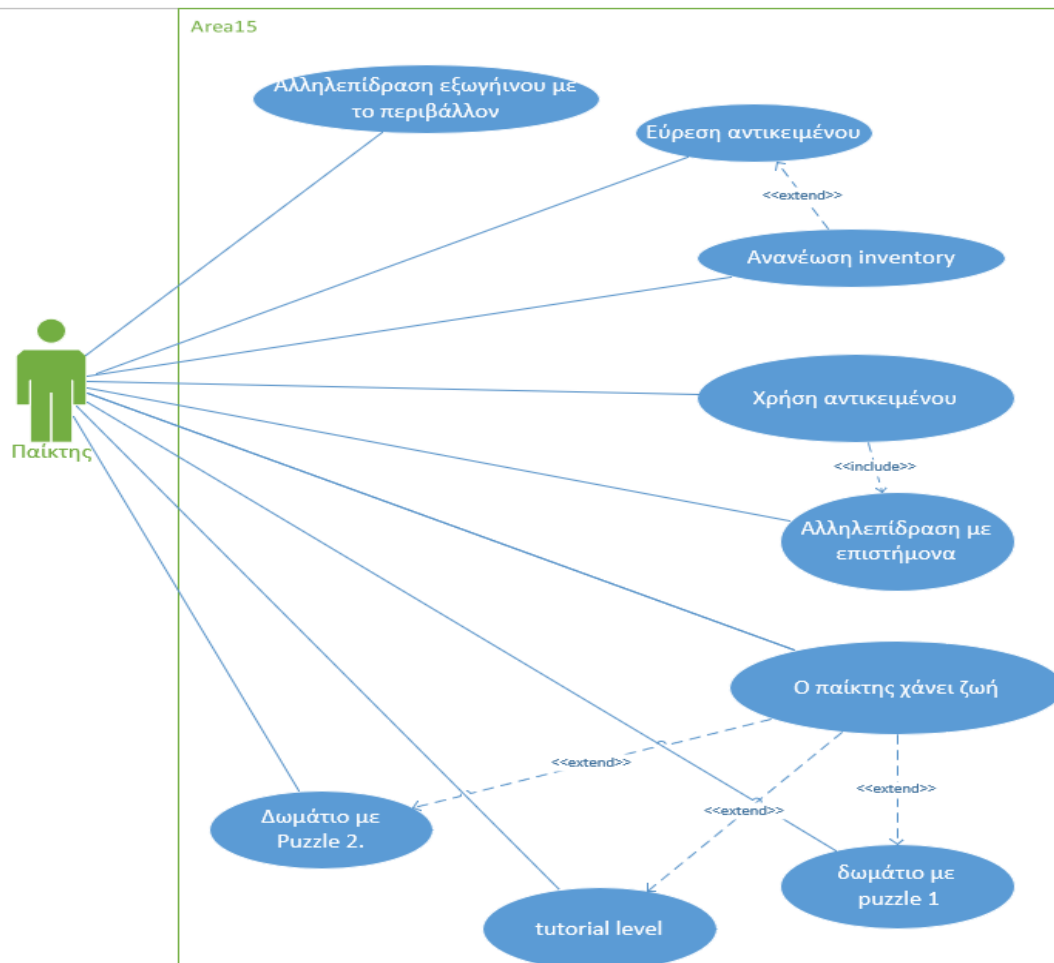 Area15
Αλληλεπίδραση εξωγήινου με
το περιβάλλον
Εύρεση αντικειμένου
<<extend>>
Ανανέωση inventory
Χρήση αντικειμένου
<<include>>
Παίκτης
Αλληλεπίδραση με
επιστήμονα
Ο παίκτης χάνει ζωή
<<extend>>
<<extend>>
<<extend>>
Δωμάτιο με
Puzzle 2.
δωμάτιο με
puzzle 1
tutorial level